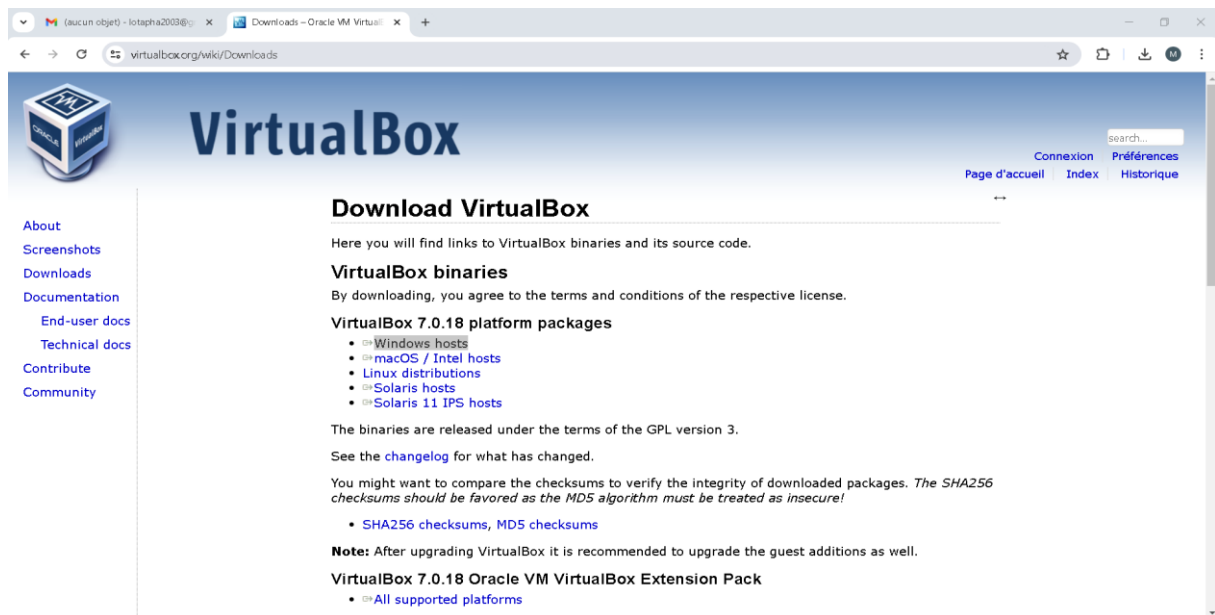 (aucun objet) - lotapha2003@g
Downloads – Oracle VM Virtual
virtualbox.org/wiki/Downloads
M
ORACLE
VirtualBox
VirtualBox
search...
Connexion Préférences
Page d'accueil Index Historique
About
Screenshots
Downloads
Documentation
End-user docs
Technical docs
Contribute
Community
Download VirtualBox
Here you will find links to VirtualBox binaries and its source code.
VirtualBox binaries
By downloading, you agree to the terms and conditions of the respective license.
VirtualBox 7.0.18 platform packages
• Windows hosts
• macOS / Intel hosts
• Linux distributions
• Solaris hosts
• Solaris 11 IPS hosts
The binaries are released under the terms of the GPL version 3.
See the changelog for what has changed.
You might want to compare the checksums to verify the integrity of downloaded packages. The SHA256
checksums should be favored as the MD5 algorithm must be treated as insecure!
• SHA256 checksums, MD5 checksums
Note: After upgrading VirtualBox it is recommended to upgrade the guest additions as well.
VirtualBox 7.0.18 Oracle VM VirtualBox Extension Pack
• All supported platforms